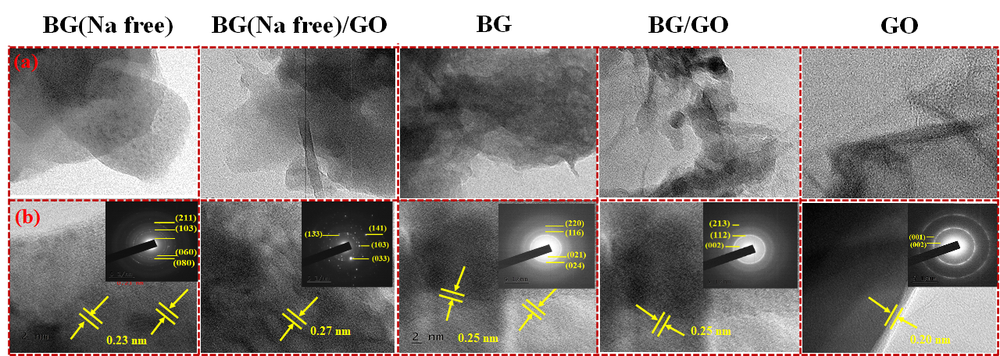 BG(Na free) BG(Na free)/GO BG BG/GO GO
(a)
(b)
(211)
(103)
(060)
(080)
0.23 nm
2 nm
(133)
(141)
(103)
(033)
0.27 nm
(220)
(116)
(021)
(024)
0.25 nm
2 nm
(213)
(112)
(002)
0.25 nm
(001)
(002)
0.20 nm